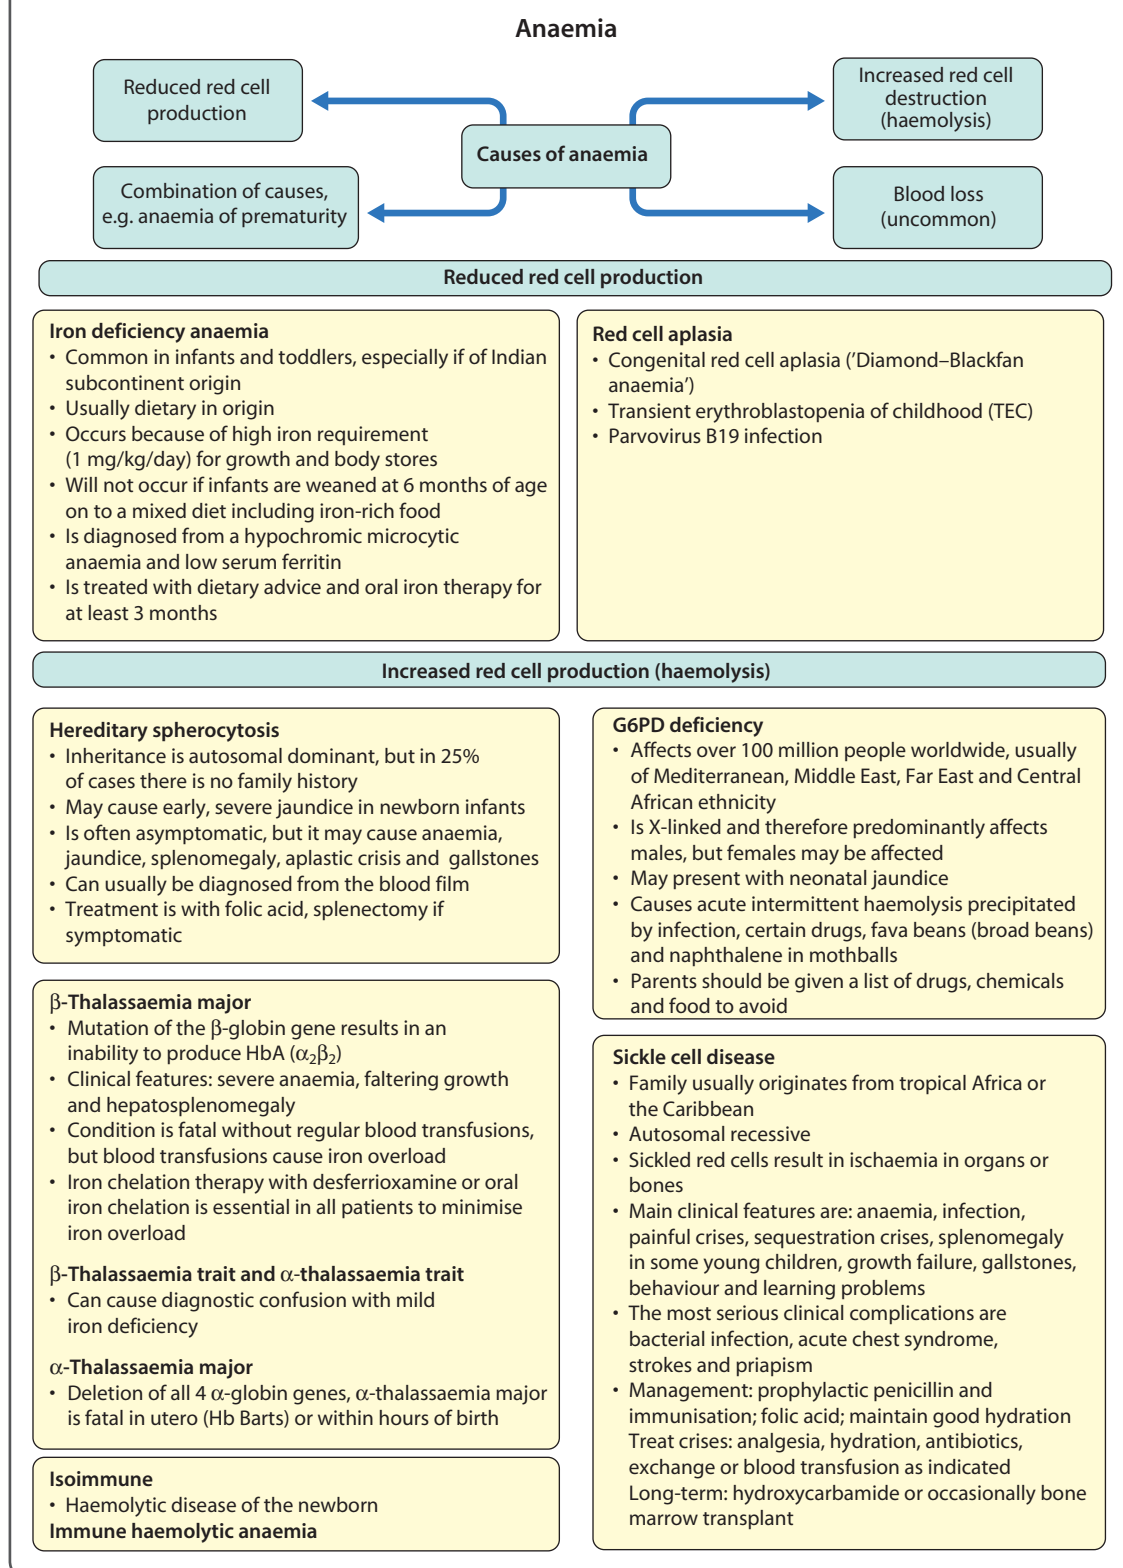 Anaemia
Reduced red cell
production
Increased red cell
destruction
(haemolysis)
Causes of anaemia
Combination of causes,
e.g. anaemia of prematurity
Blood loss
(uncommon)
Reduced red cell production
Iron deficiency anaemia
• Common in infants and toddlers, especially if of Indian
subcontinent origin
• Usually dietary in origin
• Occurs because of high iron requirement
(1 mg/kg/day) for growth and body stores
• Will not occur if infants are weaned at 6 months of age
on to a mixed diet including iron-rich food
• Is diagnosed from a hypochromic microcytic
anaemia and low serum ferritin
• Is treated with dietary advice and oral iron therapy for
at least 3 months
Red cell aplasia
• Congenital red cell aplasia ('Diamond–Blackfan
anaemia')
• Transient erythroblastopenia of childhood (TEC)
• Parvovirus B19 infection
Increased red cell production (haemolysis)
Hereditary spherocytosis
• Inheritance is autosomal dominant, but in 25%
of cases there is no family history
• May cause early, severe jaundice in newborn infants
• Is often asymptomatic, but it may cause anaemia,
jaundice, splenomegaly, aplastic crisis and gallstones
• Can usually be diagnosed from the blood film
• Treatment is with folic acid, splenectomy if
symptomatic
β-Thalassaemia major
• Mutation of the β-globin gene results in an
inability to produce HbA (α₂β₂)
• Clinical features: severe anaemia, faltering growth
and hepatosplenomegaly
• Condition is fatal without regular blood transfusions,
but blood transfusions cause iron overload
• Iron chelation therapy with desferrioxamine or oral
iron chelation is essential in all patients to minimise
iron overload
β-Thalassaemia trait and α-thalassaemia trait
• Can cause diagnostic confusion with mild
iron deficiency
α-Thalassaemia major
• Deletion of all 4 α-globin genes, α-thalassaemia major
is fatal in utero (Hb Barts) or within hours of birth
Isoimmune
• Haemolytic disease of the newborn
Immune haemolytic anaemia
G6PD deficiency
• Affects over 100 million people worldwide, usually
of Mediterranean, Middle East, Far East and Central
African ethnicity
• Is X-linked and therefore predominantly affects
males, but females may be affected
• May present with neonatal jaundice
• Causes acute intermittent haemolysis precipitated
by infection, certain drugs, fava beans (broad beans)
and naphthalene in mothballs
• Parents should be given a list of drugs, chemicals
and food to avoid
Sickle cell disease
• Family usually originates from tropical Africa or
the Caribbean
• Autosomal recessive
• Sickled red cells result in ischaemia in organs or
bones
• Main clinical features are: anaemia, infection,
painful crises, sequestration crises, splenomegaly
in some young children, growth failure, gallstones,
behaviour and learning problems
• The most serious clinical complications are
bacterial infection, acute chest syndrome,
strokes and priapism
• Management: prophylactic penicillin and
immunisation; folic acid; maintain good hydration
Treat crises: analgesia, hydration, antibiotics,
exchange or blood transfusion as indicated
Long-term: hydroxycarbamide or occasionally bone
marrow transplant